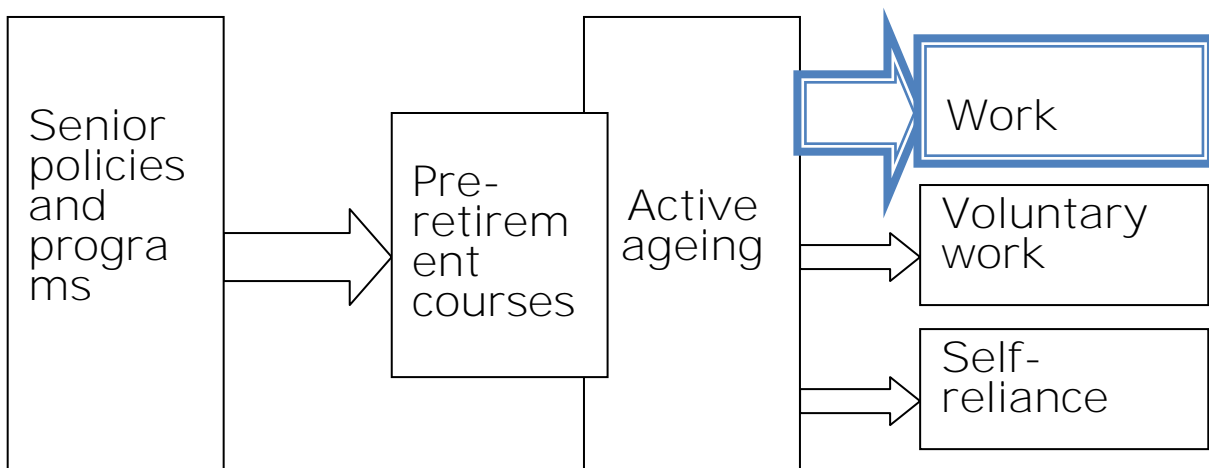 Senior
policies
and
progra
ms
Pre-
retirem
ent
courses
Active
ageing
Work
Voluntary
work
Self-
reliance